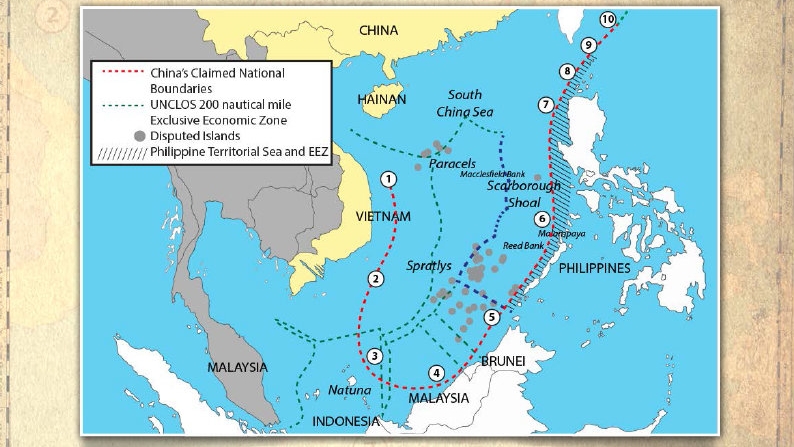 2
10
CHINA
9
China's Claimed National
Boundaries
UNCLOS 200 nautical mile
Exclusive Economic Zone
Disputed Islands
Philippine Territorial Sea and EEZ
8
HAINAN
South
China Sea
7
Paracels
Macclesfield Bank
1
Scarborough
Shoal
VIETNAM
6
Malampaya
Reed Bank
Spratlys
PHILIPPINES
2
5
3
BRUNEI
MALAYSIA
4
Natuna
MALAYSIA
INDONESIA